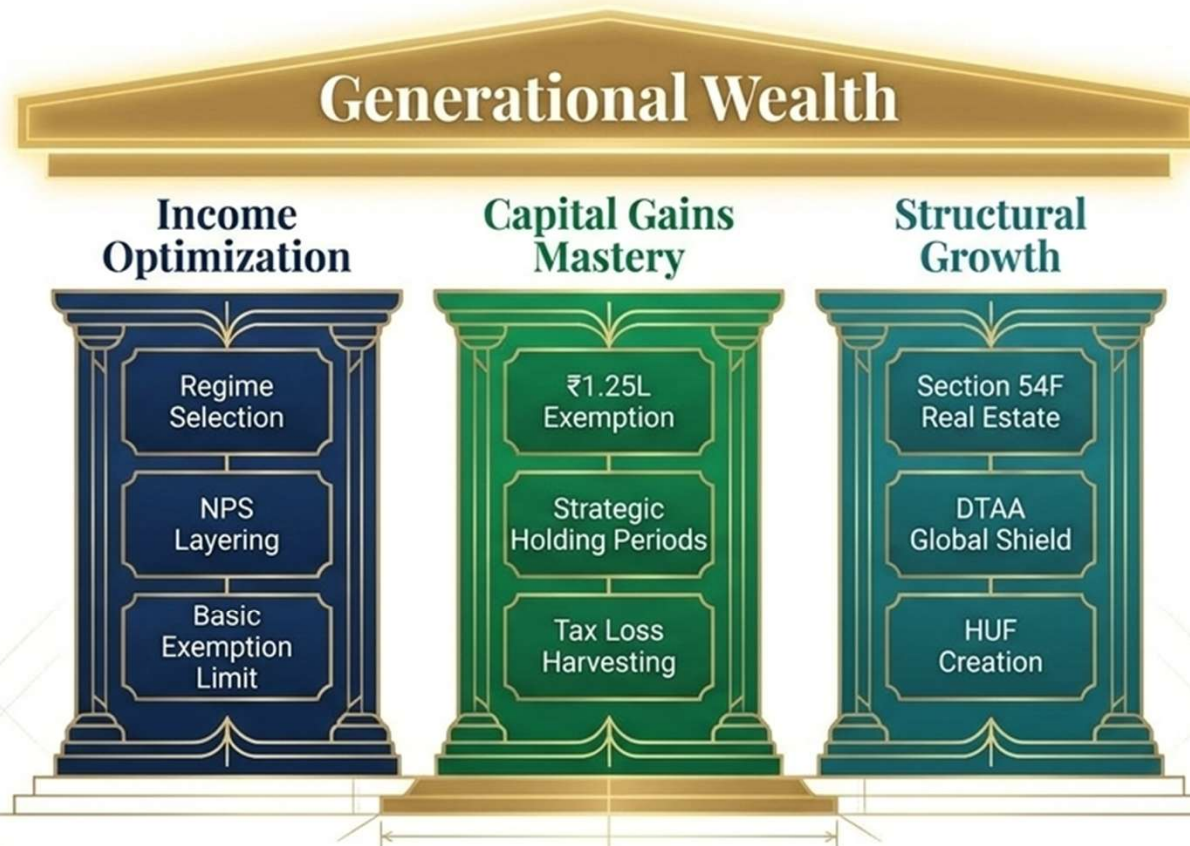 Generational Wealth
Income
Optimization
Regime
Selection
NPS
Layering
Basic
Exemption
Limit
Capital Gains
Mastery
₹1.25L
Exemption
Strategic
Holding Periods
Tax Loss
Harvesting
Structural
Growth
Section 54F
Real Estate
DTAA
Global Shield
HUF
Creation